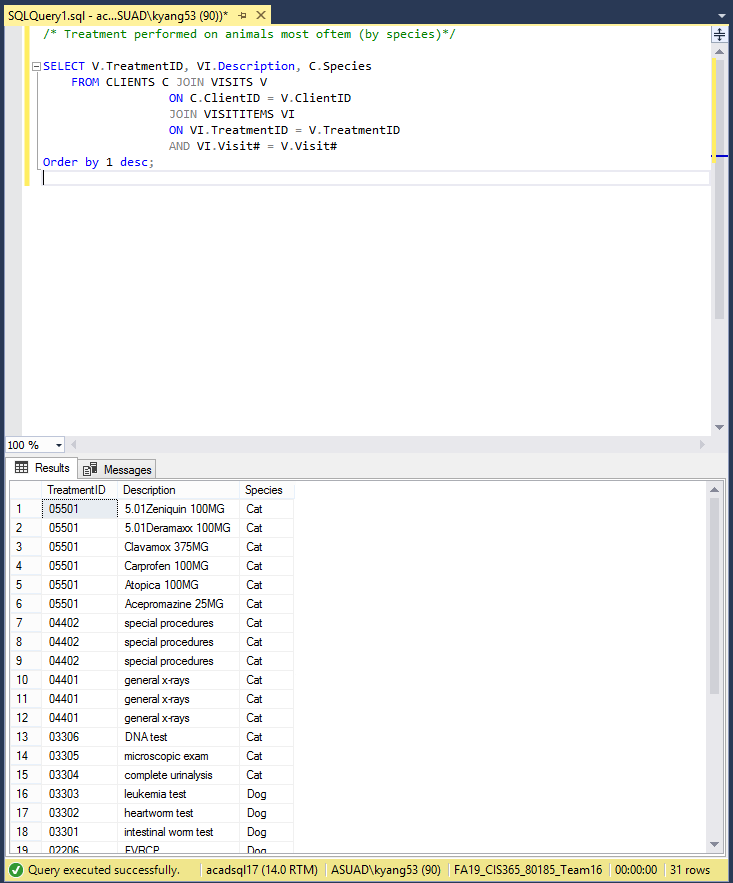 SQLQuery1.sql - ac...SUAD\kyang53 (90))*
/* Treatment performed on animals most oftem (by species)*/
SELECT V.TreatmentID, VI.Description, C.Species
FROM CLIENTS C JOIN VISITS V
ON C.ClientID = V.ClientID
JOIN VISITITEMS VI
ON VI.TreatmentID = V.TreatmentID
AND VI.Visit# = V.Visit#
Order by 1 desc;
100 %
Results Messages
TreatmentID Description Species
1 05501 5.01Zeniquin 100MG Cat
2 05501 5.01Deramaxx 100MG Cat
3 05501 Clavamox 375MG Cat
4 05501 Carprofen 100MG Cat
5 05501 Atopica 100MG Cat
6 05501 Acepromazine 25MG Cat
7 04402 special procedures Cat
8 04402 special procedures Cat
9 04402 special procedures Cat
10 04401 general x-rays Cat
11 04401 general x-rays Cat
12 04401 general x-rays Cat
13 03306 DNA test Cat
14 03305 microscopic exam Cat
15 03304 complete urinalysis Cat
16 03303 leukemia test Dog
17 03302 heartworm test Dog
18 03301 intestinal worm test Dog
19 02206 FVRCP Dog
Query executed successfully. acadsql17 (14.0 RTM) ASUAD\kyang53 (90) FA19_CIS365_80185_Team16 00:00:00 31 rows